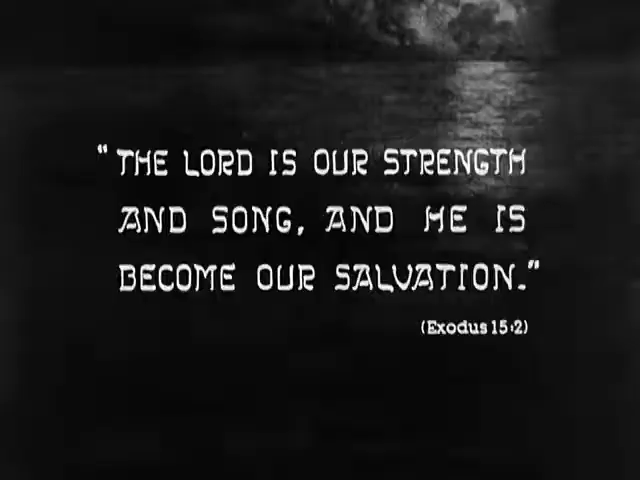 "THE LORD IS OUR STRENGTH
AND SONG, AND HE IS
BECOME OUR SALVATION."
(Exodus 15:2)